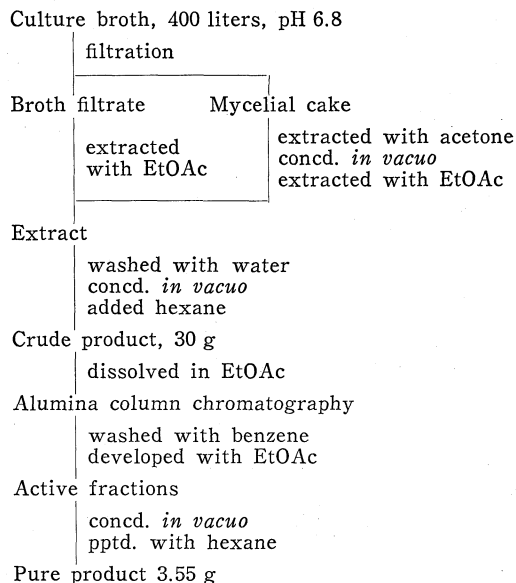 Culture broth, 400 liters, pH 6.8
filtration
Broth filtrate Mycelial cake
extracted
with EtOAc
extracted with acetone
concd. in vacuo
extracted with EtOAc
Extract
washed with water
concd. in vacuo
added hexane
Crude product, 30 g
dissolved in EtOAc
Alumina column chromatography
washed with benzene
developed with EtOAc
Active fractions
concd. in vacuo
pptd. with hexane
Pure product 3.55 g